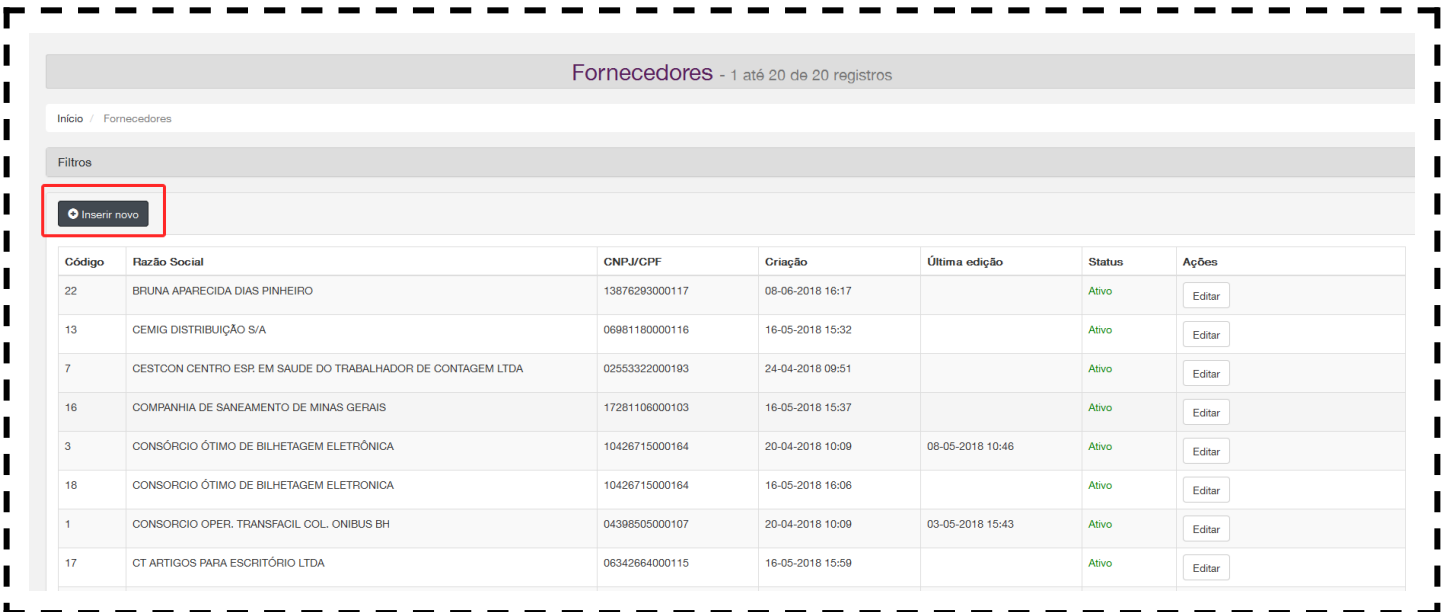 Fornecedores - 1 até 20 de 20 registros
Início / Fornecedores
Filtros
Inserir novo
Código Razão Social CNPJ/CPF Criação Última edição Status Ações
22 BRUNA APARECIDA DIAS PINHEIRO 13876293000117 08-06-2018 16:17 Ativo Editar
13 CEMIG DISTRIBUIÇÃO S/A 06981180000116 16-05-2018 15:32 Ativo Editar
7 CESTCON CENTRO ESP. EM SAUDE DO TRABALHADOR DE CONTAGEM LTDA 02553322000193 24-04-2018 09:51 Ativo Editar
16 COMPANHIA DE SANEAMENTO DE MINAS GERAIS 17281106000103 16-05-2018 15:37 Ativo Editar
3 CONSÓRCIO ÓTIMO DE BILHETAGEM ELETRÔNICA 10426715000164 20-04-2018 10:09 08-05-2018 10:46 Ativo Editar
18 CONSORCIO ÓTIMO DE BILHETAGEM ELETRONICA 10426715000164 16-05-2018 16:06 Ativo Editar
1 CONSORCIO OPER. TRANSFACIL COL. ONIBUS BH 04398505000107 20-04-2018 10:09 03-05-2018 15:43 Ativo Editar
17 CT ARTIGOS PARA ESCRITÓRIO LTDA 06342664000115 16-05-2018 15:59 Ativo Editar